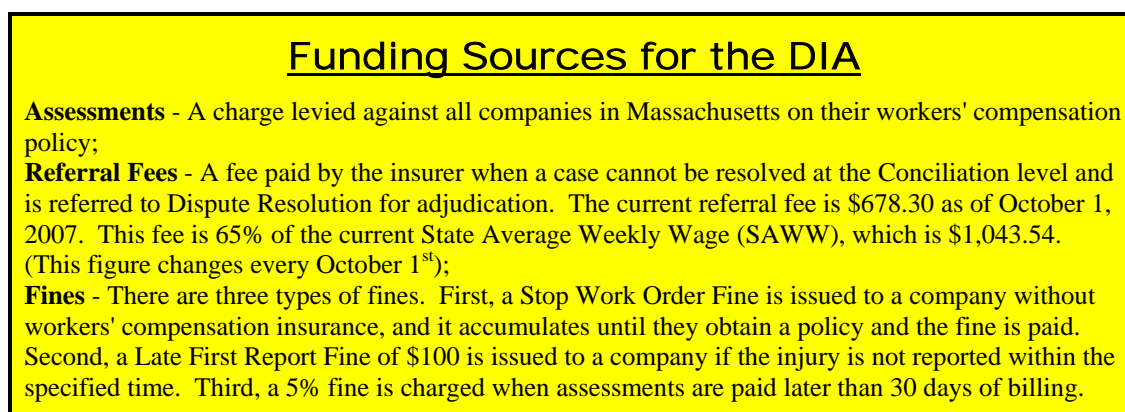 Funding Sources for the DIA
Assessments - A charge levied against all companies in Massachusetts on their workers' compensation
policy;
Referral Fees - A fee paid by the insurer when a case cannot be resolved at the Conciliation level and
is referred to Dispute Resolution for adjudication.  The current referral fee is $678.30 as of October 1,
2007.  This fee is 65% of the current State Average Weekly Wage (SAWW), which is $1,043.54.
(This figure changes every October 1st);
Fines - There are three types of fines.  First, a Stop Work Order Fine is issued to a company without
workers' compensation insurance, and it accumulates until they obtain a policy and the fine is paid.
Second, a Late First Report Fine of $100 is issued to a company if the injury is not reported within the
specified time.  Third, a 5% fine is charged when assessments are paid later than 30 days of billing.